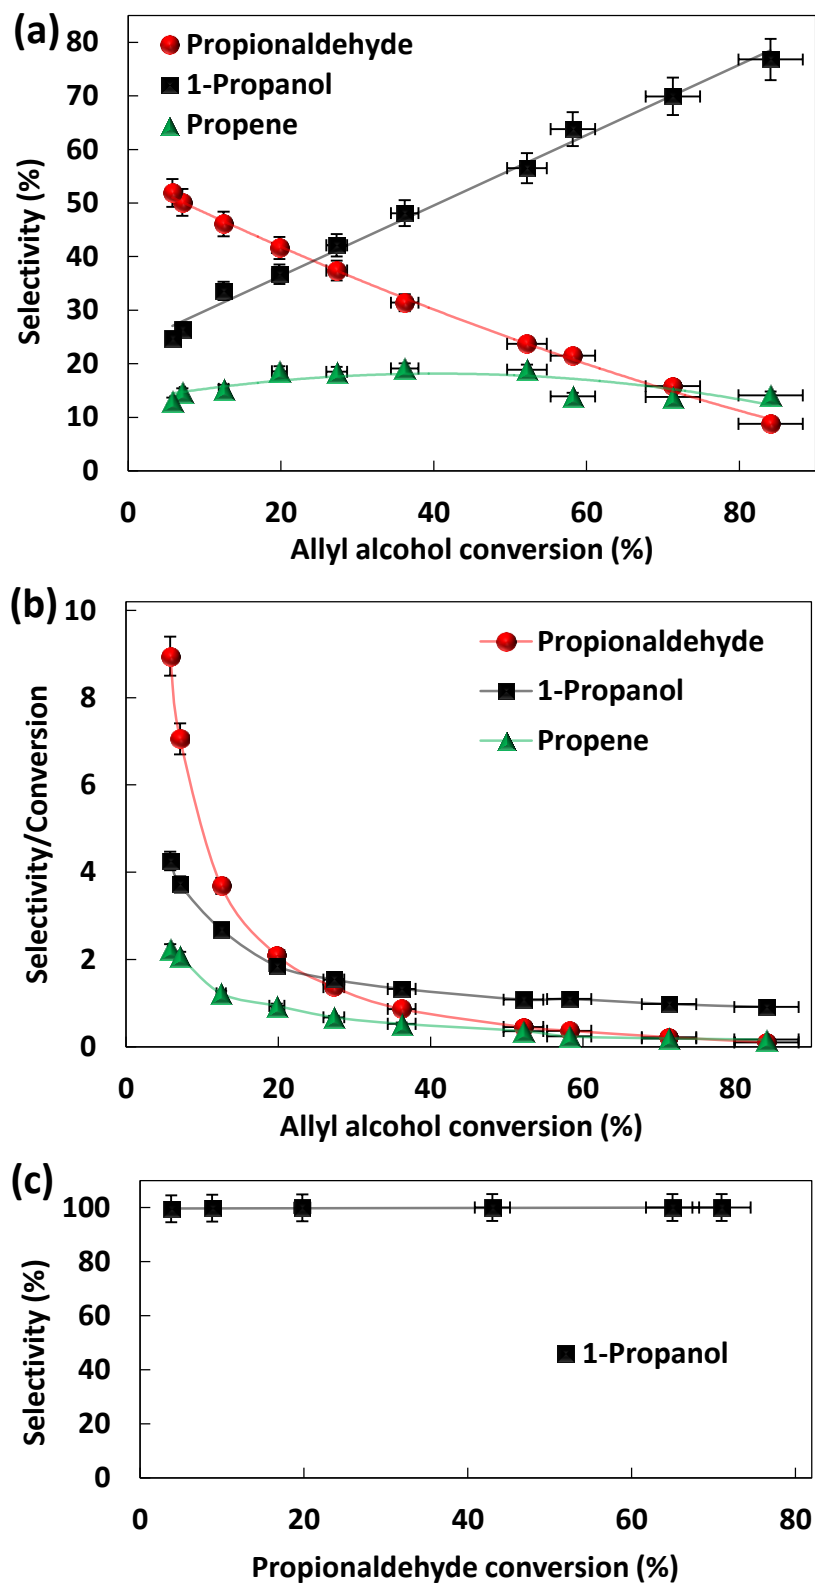 (a)
Propionaldehyde
1-Propanol
Propene
Selectivity (%)
80
70
60
50
40
30
20
10
0
0 20 40 60 80
Allyl alcohol conversion (%)
(b)
Propionaldehyde
1-Propanol
Propene
Selectivity/Conversion
10
8
6
4
2
0
0 20 40 60 80
Allyl alcohol conversion (%)
(c)
Selectivity (%)
100
80
60
40
20
0
1-Propanol
0 20 40 60 80
Propionaldehyde conversion (%)